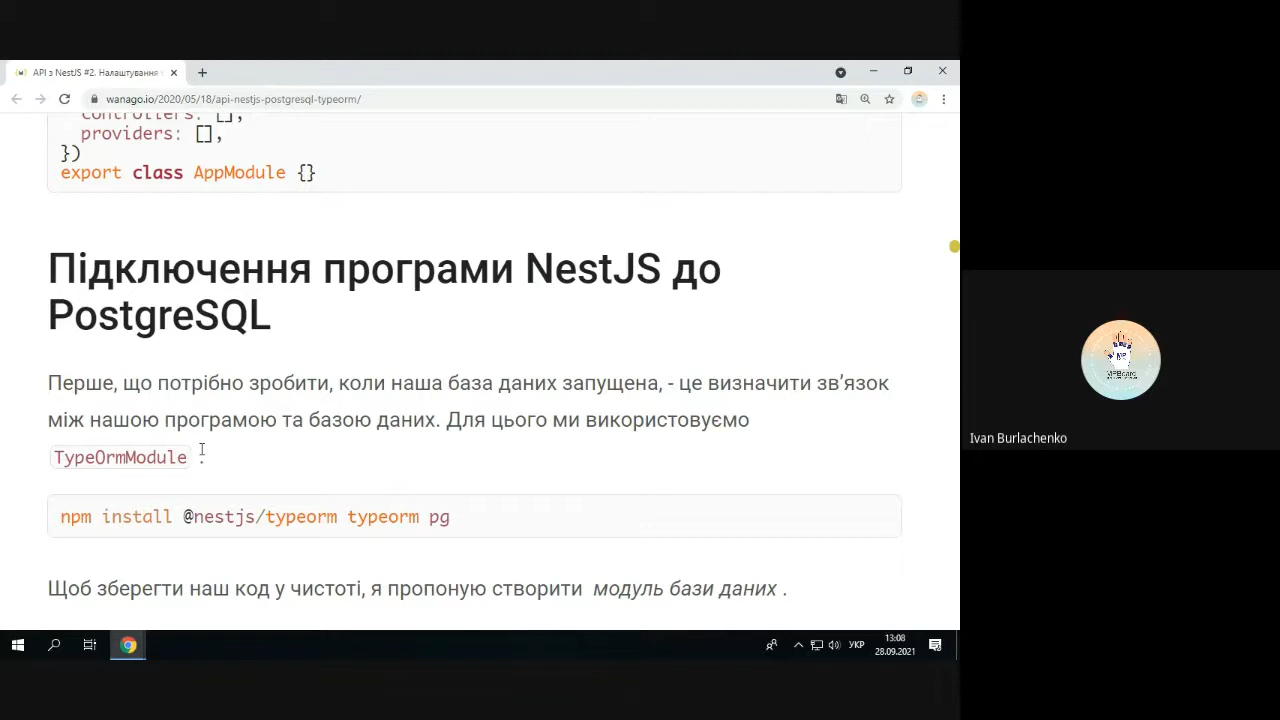 API з NestJS #2. Налаштування
wanago.io/2020/05/18/api-nestjs-postgresql-typeorm/
controllers: [],
providers: [],
})
export class AppModule {}
Підключення програми NestJS до
PostgreSQL
Перше, що потрібно зробити, коли наша база даних запущена, - це визначити зв’язок
між нашою програмою та базою даних. Для цього ми використовуємо
TypeOrmModule .
npm install @nestjs/typeorm typeorm pg
Щоб зберегти наш код у чистоті, я пропоную створити модуль бази даних .
УКР
13:08
28.09.2021
Ivan Burlachenko